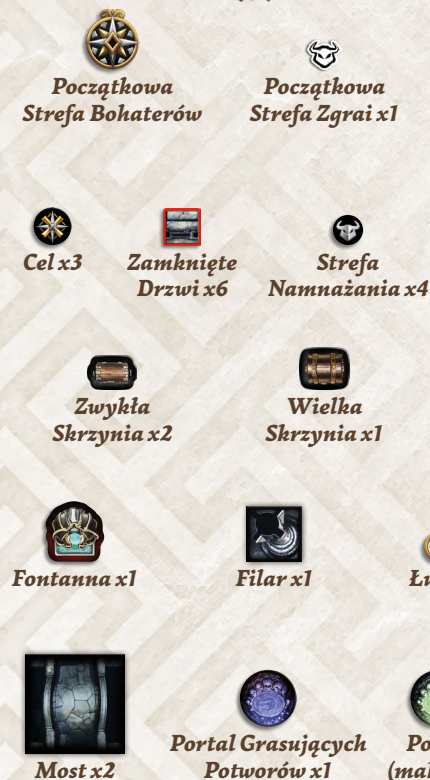 Początkowa
Strefa Bohaterów
Początkowa
Strefa Zgrai x1
Cel x3
Zamknięte
Drzwi x6
Strefa
Namnażania x4
Zwykła
Skrzynia x2
Wielka
Skrzynia x1
Fontanna x1
Filar x1
Most x2
Portal Grasujących
Potworów x1